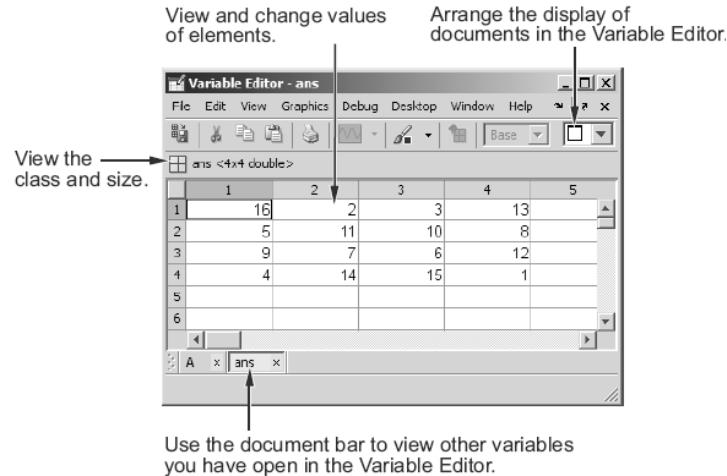 View and change values
of elements.
Arrange the display of
documents in the Variable Editor.
Variable Editor - ans
File Edit View Graphics Debug Desktop Window Help
Base
View the
class and size.
ans <4x4 double>
1 2 3 4 5
1 16 2 3 13
2 5 11 10 8
3 9 7 6 12
4 4 14 15 1
5
6
A x ans x
Use the document bar to view other variables
you have open in the Variable Editor.